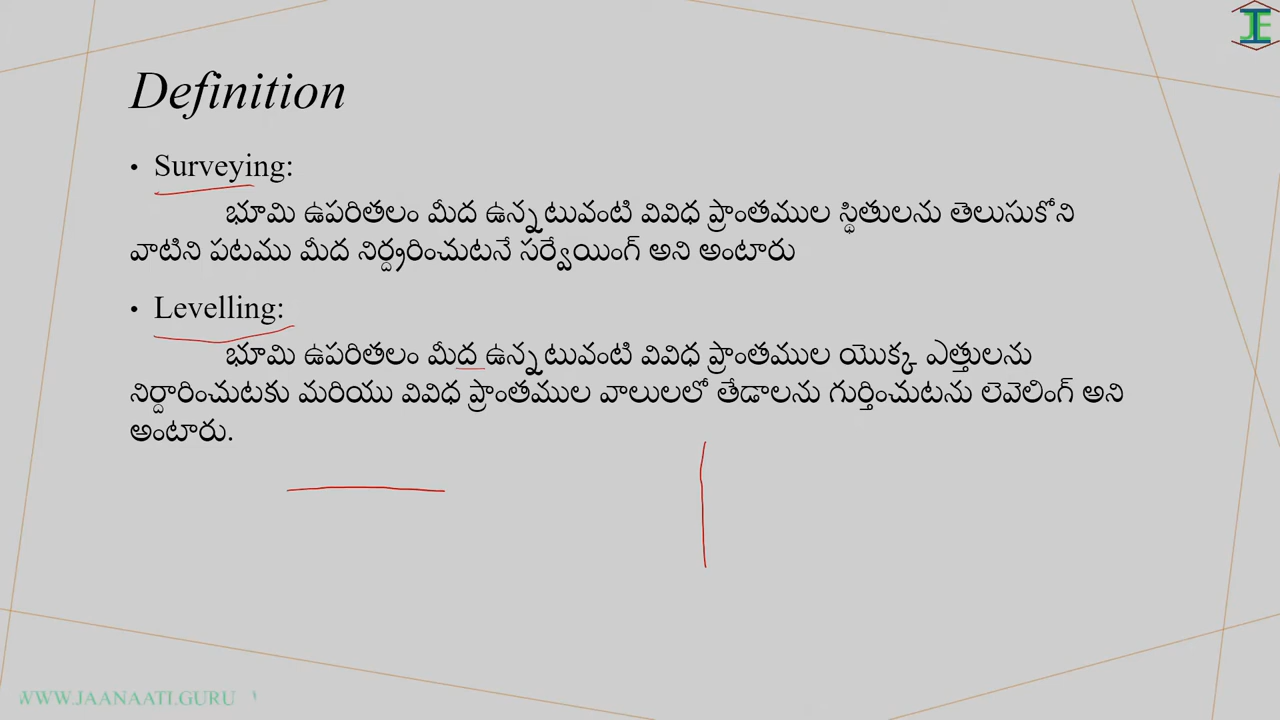 Definition
• Surveying:
భూమి ఉపరితలం మీద ఉన్నటువంటి వివిధ ప్రాంతముల స్థితులను తెలుసుకోని
వాటిని పటము మీద నిర్ధ్దరించుటనే సర్వేయింగ్ అని అంటారు
• Levelling:
భూమి ఉపరితలం మీద ఉన్నటువంటి వివిధ ప్రాంతముల యొక్క ఎత్తులను
నిర్దారించుటకు మరియు వివిధ ప్రాంతముల వాలులలో తేడాలను గుర్తించుటను లెవెలింగ్ అని
అంటారు.
WWW.JAANAATI.GURU